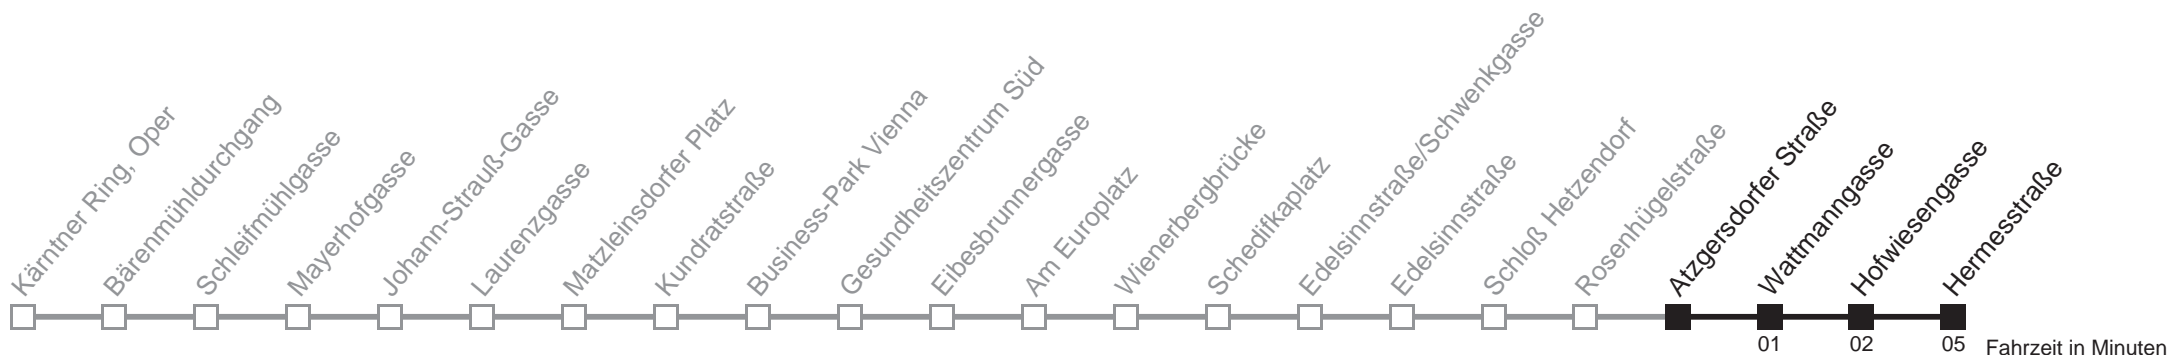 Kärntner Ring, Oper
Bärenmühldurchgang
Schleifmühlgasse
Mayerhofgasse
Johann-Strauß-Gasse
Laurenzgasse
Matzleinsdorfer Platz
Kundratstraße
Business-Park Vienna
Gesundheitszentrum Süd
Eibesbrunnergasse
Am Europlatz
Wienerbergbrücke
Schedifkaplatz
Edelsinnstraße/Schwenkgasse
Edelsinnstraße
Schloß Hetzendorf
Rosenhügelstraße
Atzgersdorfer Straße
Wattmanngasse
Hofwiesengasse
Hermesstraße
01 02 05 Fahrzeit in Minuten